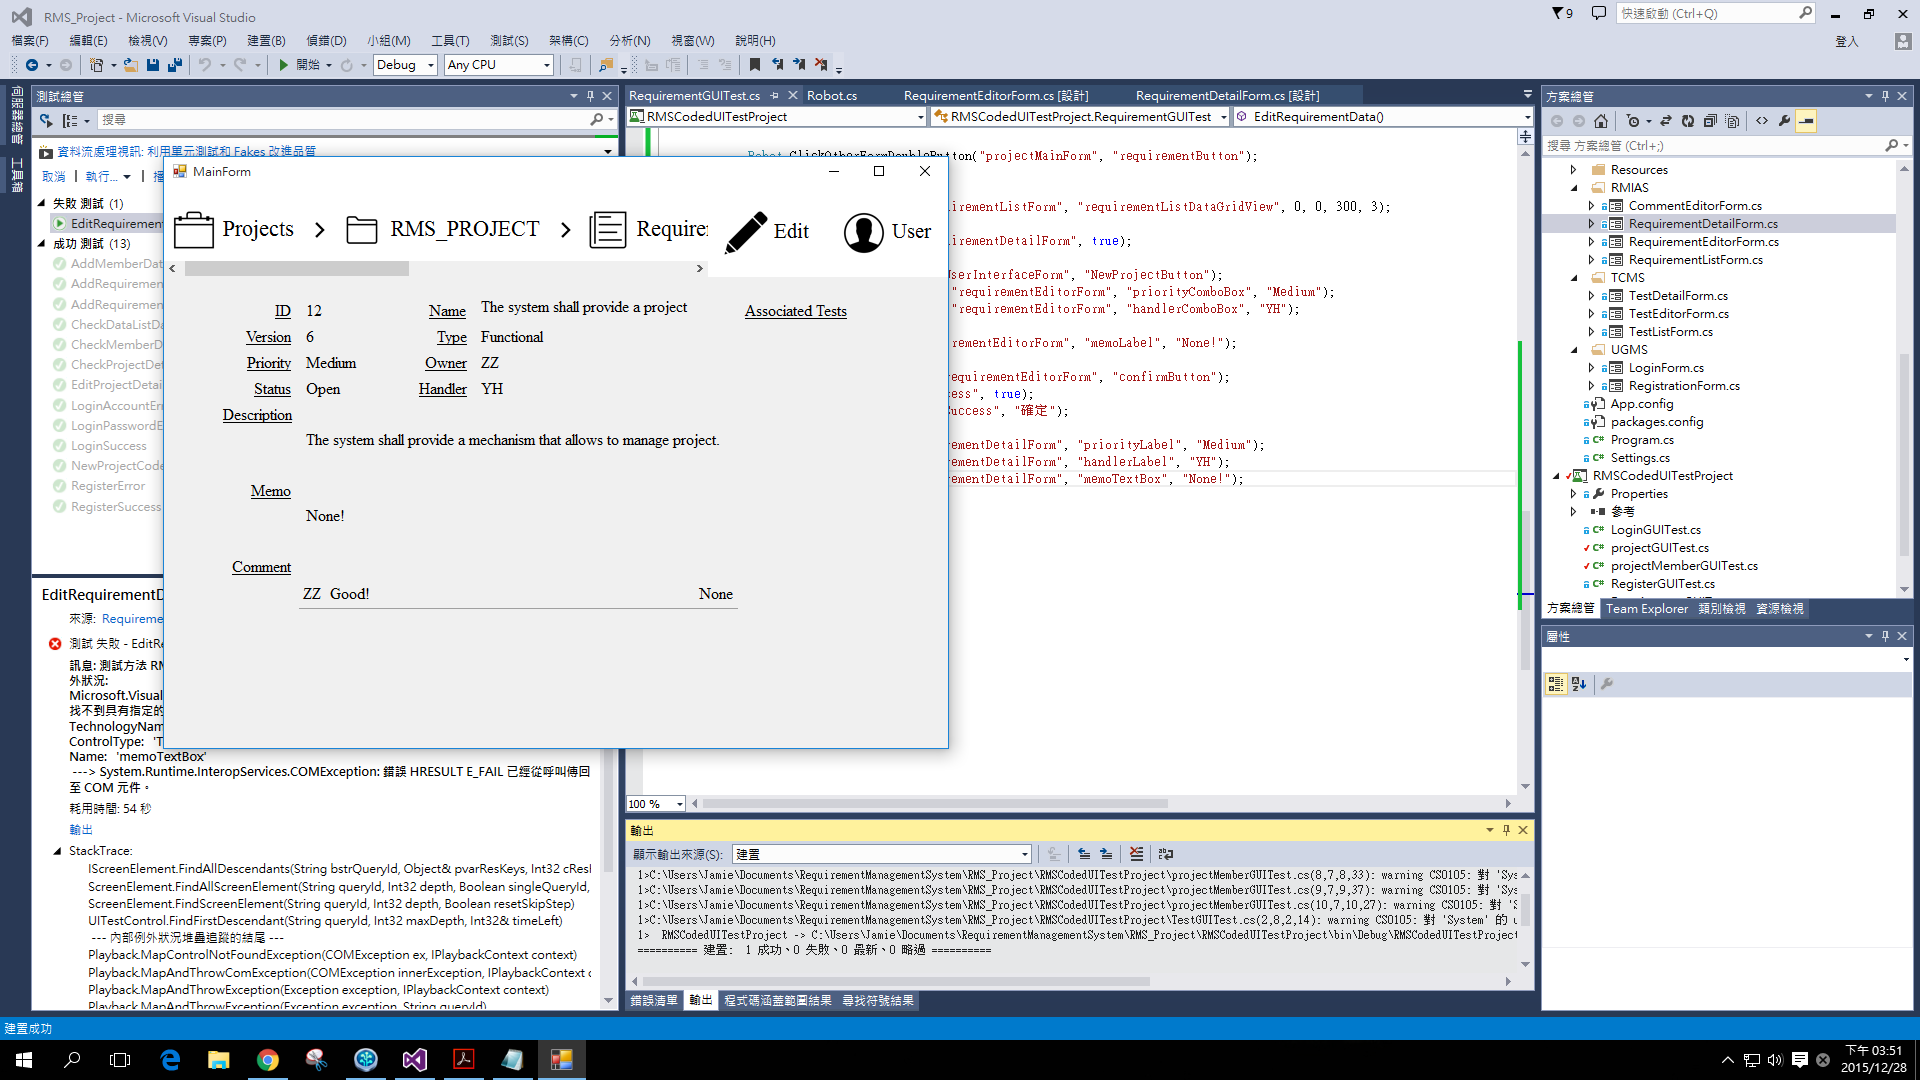 RMS_Project - Microsoft Visual Studio
9
快速啟動 (Ctrl+Q)
檔案(F) 編輯(E) 檢視(V) 專案(P) 建置(B) 偵錯(D) 小組(M) 工具(T) 測試(S) 架構(C) 分析(N) 視窗(W) 說明(H)
登入
開始 Debug Any CPU
伺服器總管 工具箱
測試總管
搜尋
資料流處理視訊: 利用單元測試和 Fakes 改進品質
取消 執行...
失敗 測試 (1)
EditRequirement
成功 測試 (13)
AddMemberDat
AddRequiremen
AddRequiremen
CheckDataListDa
CheckMemberD
CheckProjectDet
EditProjectDetai
LoginAccountErr
LoginPasswordE
LoginSuccess
NewProjectCode
RegisterError
RegisterSuccess
EditRequirementD
來源: Requireme
測試 失敗 - EditRe
訊息: 測試方法 RM
外狀況:
Microsoft.Visual
找不到具有指定的
TechnologyNam
ControlType: 'T
Name: 'memoTextBox'
---> System.Runtime.InteropServices.COMException: 錯誤 HRESULT E_FAIL 已經從呼叫傳回
至 COM 元件。
耗用時間: 54 秒
輸出
StackTrace:
IScreenElement.FindAllDescendants(String bstrQueryId, Object& pvarResKeys, Int32 cResl
ScreenElement.FindAllScreenElement(String queryId, Int32 depth, Boolean singleQueryId,
ScreenElement.FindScreenElement(String queryId, Int32 depth, Boolean resetSkipStep)
UITestControl.FindFirstDescendant(String queryId, Int32 maxDepth, Int32& timeLeft)
--- 內部例外狀況堆疊追蹤的結尾 ---
Playback.MapControlNotFoundException(COMException ex, IPlaybackContext context)
Playback.MapAndThrowComException(COMException innerException, IPlaybackContext c
Playback.MapAndThrowException(Exception exception, IPlaybackContext context)
Playback.MapAndThrowException(Exception exception, String queryId)
MainForm
Projects RMS_PROJECT Require Edit User
ID 12 Name The system shall provide a project Associated Tests
Version 6 Type Functional
Priority Medium Owner ZZ
Status Open Handler YH
Description
The system shall provide a mechanism that allows to manage project.
Memo
None!
Comment
ZZ Good! None
RequirementGUITest.cs Robot.cs RequirementEditorForm.cs [設計] RequirementDetailForm.cs [設計]
RMSCodedUITestProject RMSCodedUITestProject.RequirementGUITest EditRequirementData()
Robot.ClickOtherFormDoubleButton("projectMainForm", "requirementButton");
irementListForm", "requirementListDataGridView", 0, 0, 300, 3);
irementDetailForm", true);
serInterfaceForm", "NewProjectButton");
"requirementEditorForm", "priorityComboBox", "Medium");
"requirementEditorForm", "handlerComboBox", "YH");
ementEditorForm", "memoLabel", "None!");
requirementEditorForm", "confirmButton");
ess", true);
Success", "確定");
ementDetailForm", "priorityLabel", "Medium");
ementDetailForm", "handlerLabel", "YH");
ementDetailForm", "memoTextBox", "None!");
100 %
輸出
顯示輸出來源(S): 建置
1>C:\Users\Jamie\Documents\RequirementManagementSystem\RMS_Project\RMSCodedUITestProject\projectMemberGUITest.cs(8,7,8,33): warning CS0105: 對 'Sys
1>C:\Users\Jamie\Documents\RequirementManagementSystem\RMS_Project\RMSCodedUITestProject\projectMemberGUITest.cs(9,7,9,37): warning CS0105: 對 'Sys
1>C:\Users\Jamie\Documents\RequirementManagementSystem\RMS_Project\RMSCodedUITestProject\projectMemberGUITest.cs(10,7,10,27): warning CS0105: 對 'S
1>C:\Users\Jamie\Documents\RequirementManagementSystem\RMS_Project\RMSCodedUITestProject\TestGUITest.cs(2,8,2,14): warning CS0105: 對 'System' 的 u
1> RMSCodedUITestProject -> C:\Users\Jamie\Documents\RequirementManagementSystem\RMS_Project\RMSCodedUITestProject\bin\Debug\RMSCodedUITestProject
========== 建置: 1 成功、0 失敗、0 最新、0 略過 ==========
錯誤清單 輸出 程式碼涵蓋範圍結果 尋找符號結果
方案總管
搜尋 方案總管 (Ctrl+;)
Resources
RMIAS
CommentEditorForm.cs
RequirementDetailForm.cs
RequirementEditorForm.cs
RequirementListForm.cs
TCMS
TestDetailForm.cs
TestEditorForm.cs
TestListForm.cs
UGMS
LoginForm.cs
RegistrationForm.cs
App.config
packages.config
Program.cs
Settings.cs
RMSCodedUITestProject
Properties
參考
LoginGUITest.cs
projectGUITest.cs
projectMemberGUITest.cs
RegisterGUITest.cs
方案總管 Team Explorer 類別檢視 資源檢視
屬性
建置成功
下午 03:51
2015/12/28